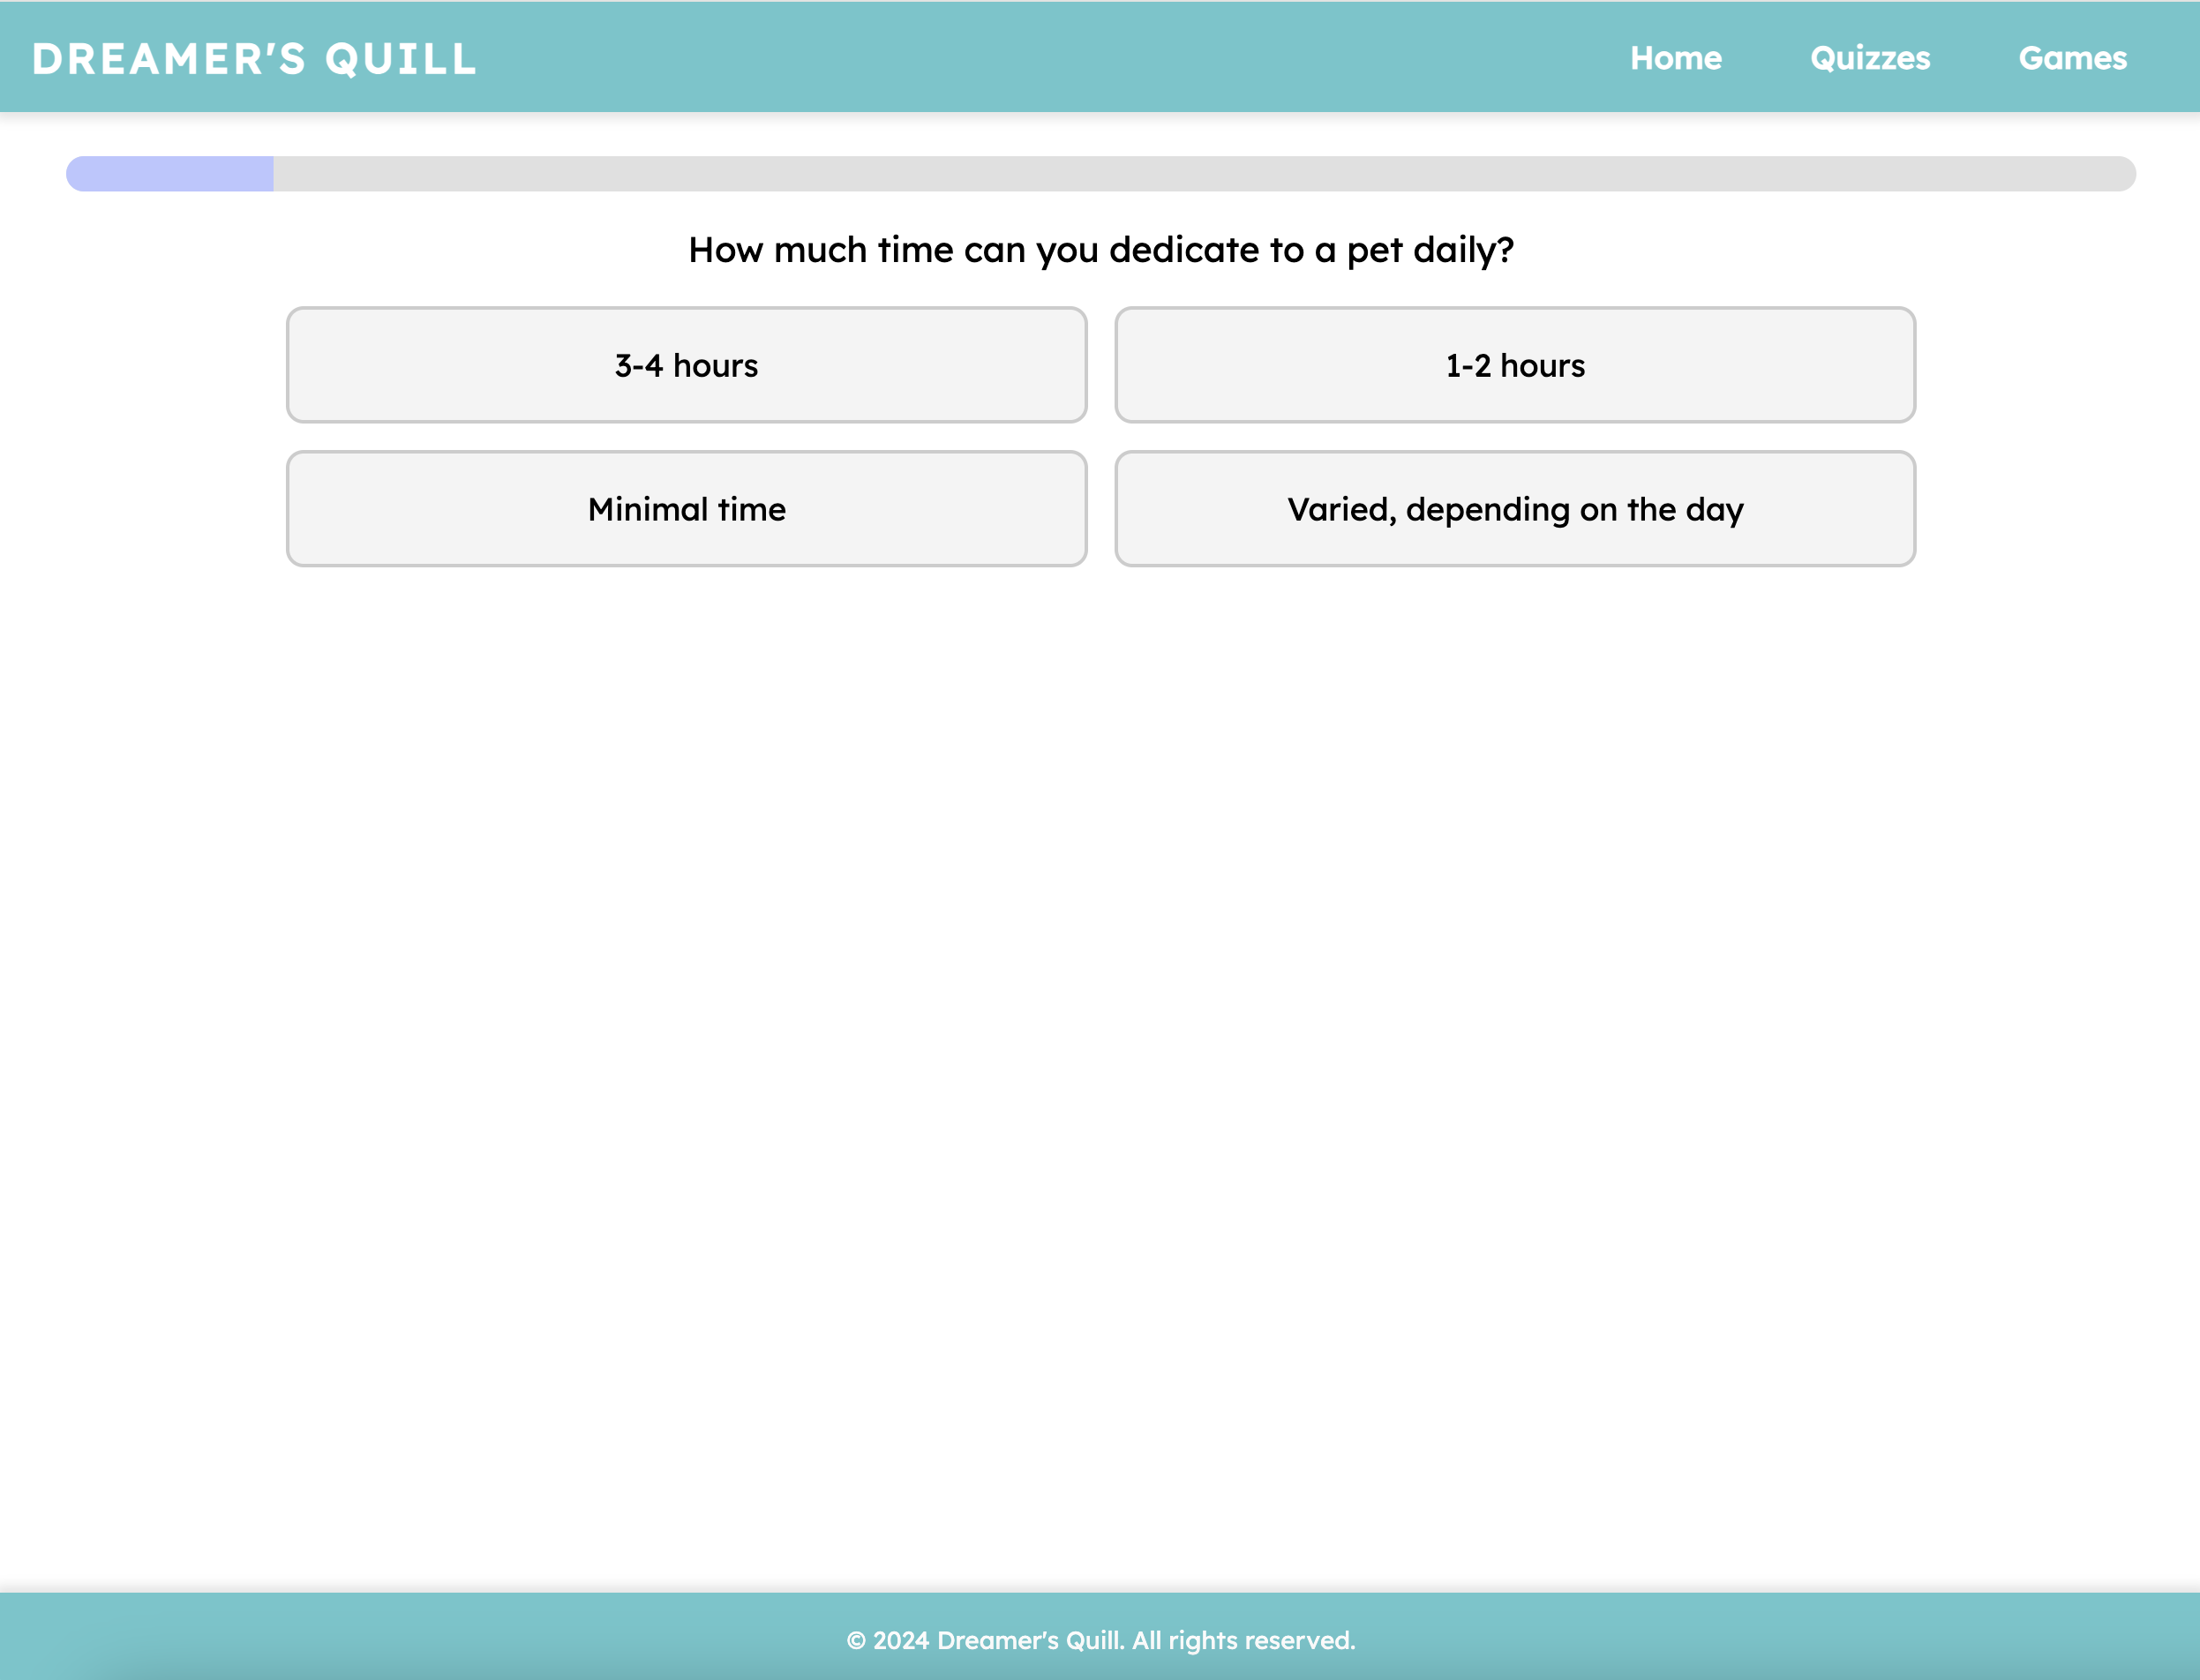 DREAMER'S QUILL
Home Quizzes Games
How much time can you dedicate to a pet daily?
3-4 hours
1-2 hours
Minimal time
Varied, depending on the day
© 2024 Dreamer's Quill. All rights reserved.